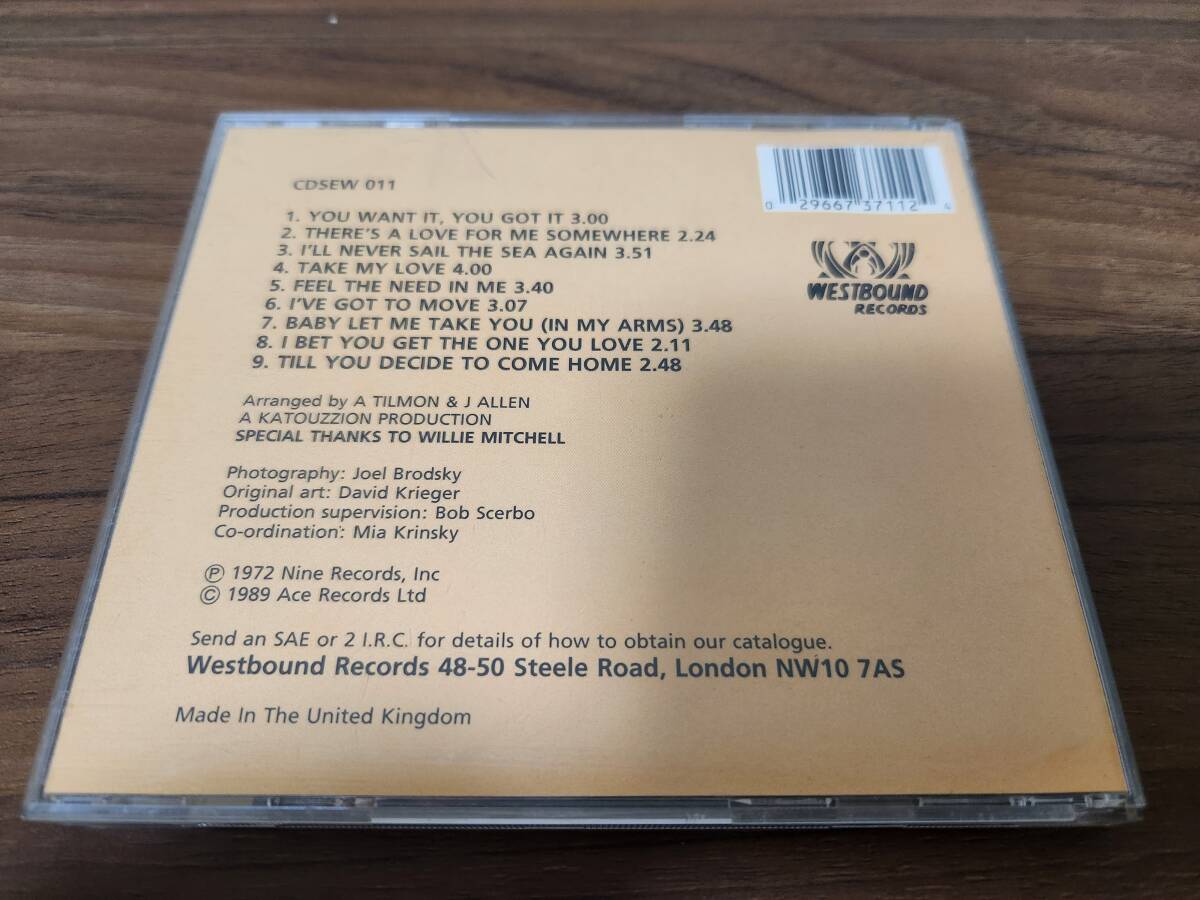 CDSEW 011
0 29667 37112 4
WESTBOUND
RECORDS
1. YOU WANT IT, YOU GOT IT 3.00
2. THERE'S A LOVE FOR ME SOMEWHERE 2.24
3. I'LL NEVER SAIL THE SEA AGAIN 3.51
4. TAKE MY LOVE 4.00
5. FEEL THE NEED IN ME 3.40
6. I'VE GOT TO MOVE 3.07
7. BABY LET ME TAKE YOU (IN MY ARMS) 3.48
8. I BET YOU GET THE ONE YOU LOVE 2.11
9. TILL YOU DECIDE TO COME HOME 2.48
Arranged by A TILMON & J ALLEN
A KATOUZZION PRODUCTION
SPECIAL THANKS TO WILLIE MITCHELL
Photography: Joel Brodsky
Original art: David Krieger
Production supervision: Bob Scerbo
Co-ordination: Mia Krinsky
℗ 1972 Nine Records, Inc
© 1989 Ace Records Ltd
Send an SAE or 2 I.R.C. for details of how to obtain our catalogue.
Westbound Records 48-50 Steele Road, London NW10 7AS
Made In The United Kingdom